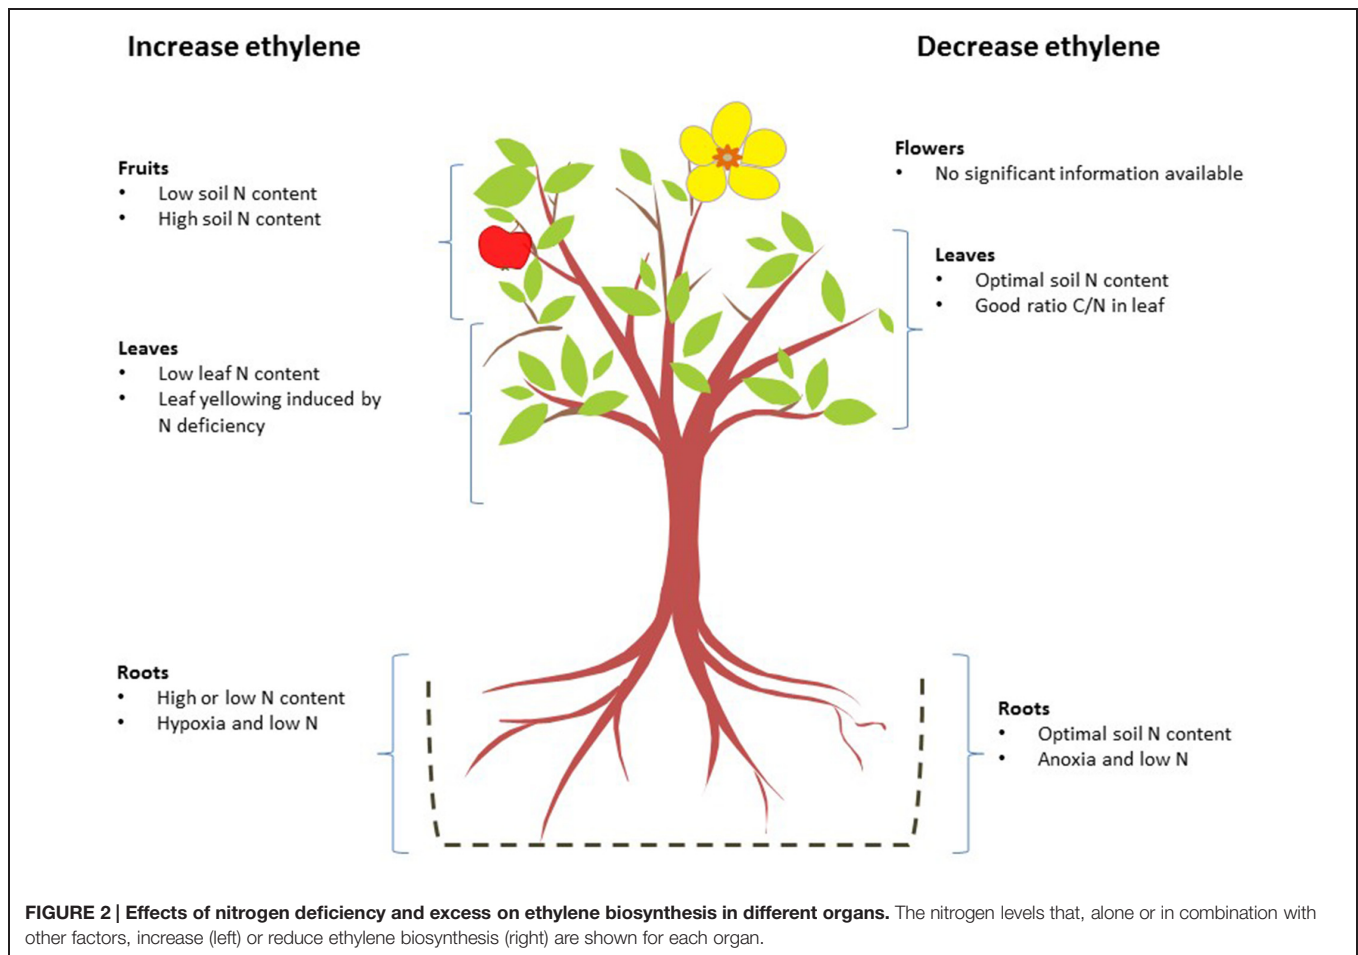 Increase ethylene
Decrease ethylene
Fruits
• Low soil N content
• High soil N content
Leaves
• Low leaf N content
• Leaf yellowing induced by
N deficiency
Roots
• High or low N content
• Hypoxia and low N
Flowers
• No significant information available
Leaves
• Optimal soil N content
• Good ratio C/N in leaf
Roots
• Optimal soil N content
• Anoxia and low N
FIGURE 2 | Effects of nitrogen deficiency and excess on ethylene biosynthesis in different organs. The nitrogen levels that, alone or in combination with
other factors, increase (left) or reduce ethylene biosynthesis (right) are shown for each organ.